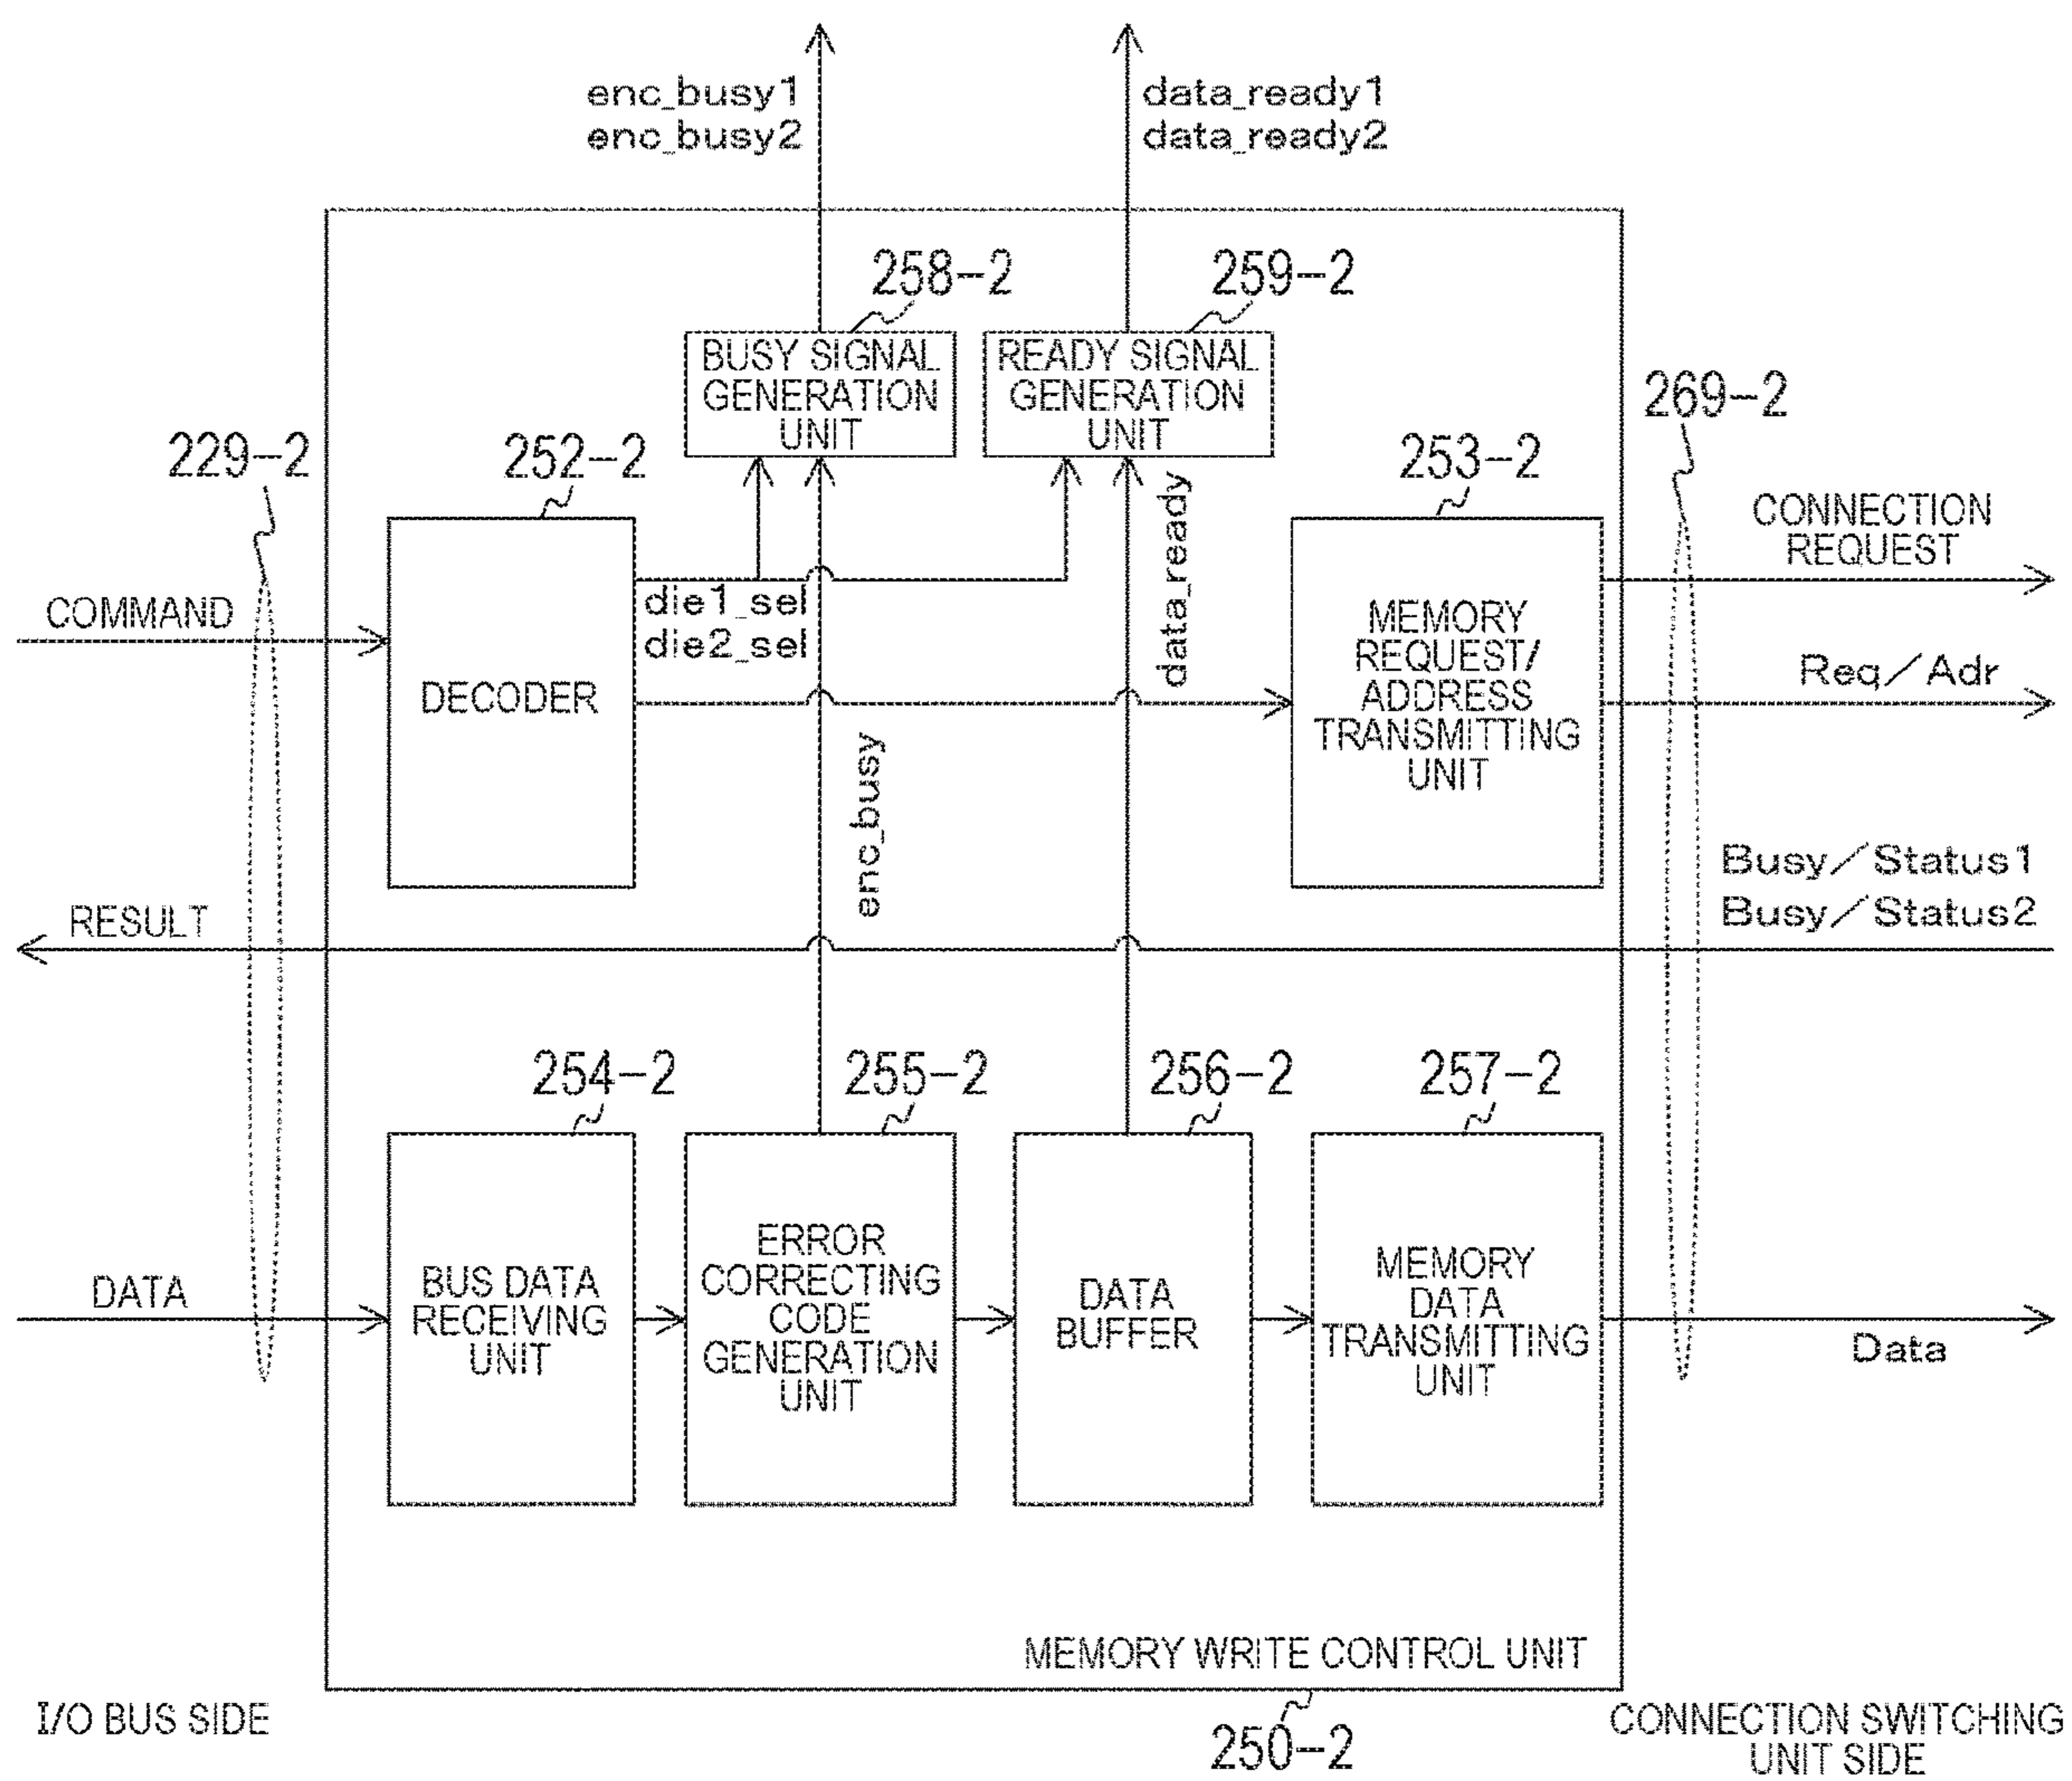 enc_busy1
enc_busy2
data_ready1
data_ready2
258-2
259-2
BUSY SIGNAL
GENERATION
UNIT
READY SIGNAL
GENERATION
UNIT
229-2
252-2
253-2
269-2
COMMAND
DECODER
die1_sel
die2_sel
data_ready
enc_busy
MEMORY
REQUEST/
ADDRESS
TRANSMITTING
UNIT
CONNECTION
REQUEST
Req/Adr
RESULT
Busy/Status1
Busy/Status2
254-2
255-2
256-2
257-2
DATA
BUS DATA
RECEIVING
UNIT
ERROR
CORRECTING
CODE
GENERATION
UNIT
DATA
BUFFER
MEMORY
DATA
TRANSMITTING
UNIT
Data
MEMORY WRITE CONTROL UNIT
I/O BUS SIDE
250-2
CONNECTION SWITCHING
UNIT SIDE